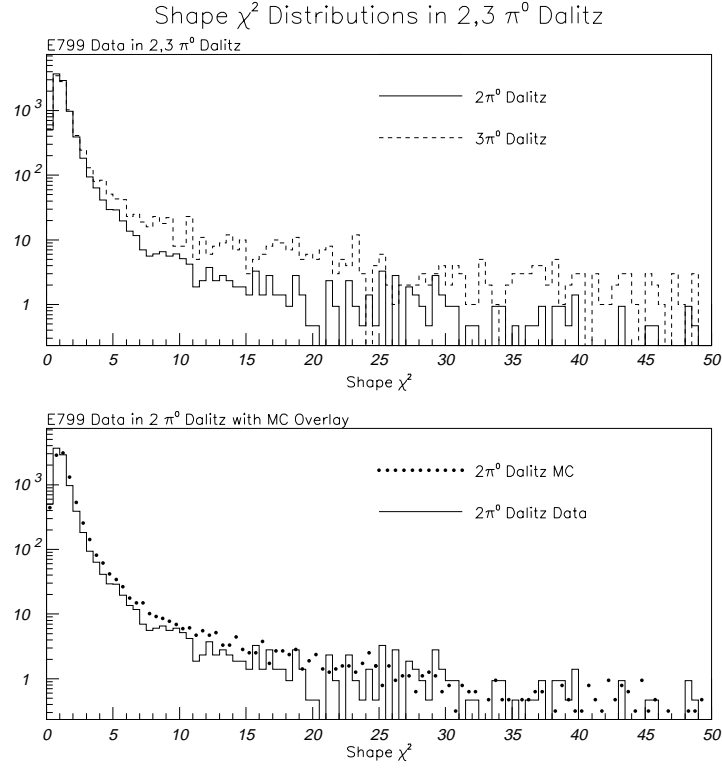 Shape χ² Distributions in 2,3 π⁰ Dalitz
E799 Data in 2,3 π⁰ Dalitz
2π⁰ Dalitz
3π⁰ Dalitz
10³
10²
10
1
0 5 10 15 20 25 30 35 40 45 50
Shape χ²
E799 Data in 2 π⁰ Dalitz with MC Overlay
2π⁰ Dalitz MC
2π⁰ Dalitz Data
10³
10²
10
1
0 5 10 15 20 25 30 35 40 45 50
Shape χ²